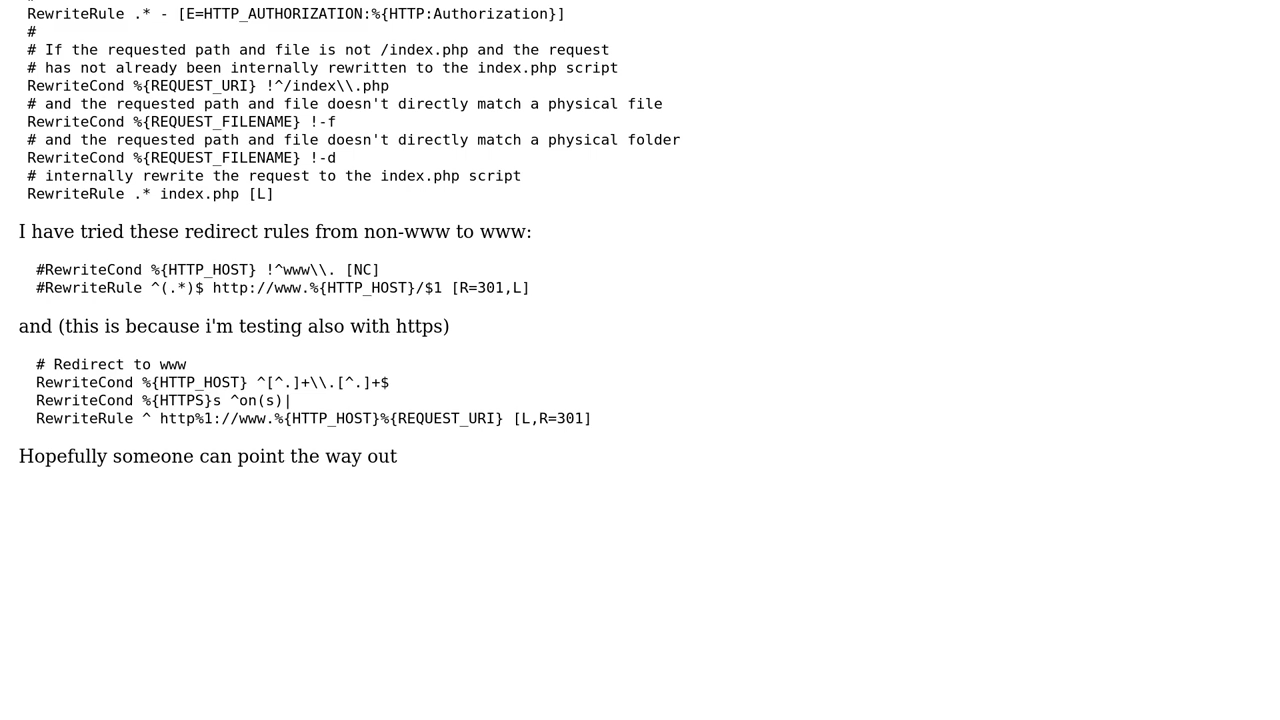 RewriteRule .* - [E=HTTP_AUTHORIZATION:%{HTTP:Authorization}]
#
# If the requested path and file is not /index.php and the request
# has not already been internally rewritten to the index.php script
RewriteCond %{REQUEST_URI} !^/index\\.php
# and the requested path and file doesn't directly match a physical file
RewriteCond %{REQUEST_FILENAME} !-f
# and the requested path and file doesn't directly match a physical folder
RewriteCond %{REQUEST_FILENAME} !-d
# internally rewrite the request to the index.php script
RewriteRule .* index.php [L]
I have tried these redirect rules from non-www to www:
#RewriteCond %{HTTP_HOST} !^www\\. [NC]
#RewriteRule ^(.*)$ http://www.%{HTTP_HOST}/$1 [R=301,L]
and (this is because i'm testing also with https)
# Redirect to www
RewriteCond %{HTTP_HOST} ^[^.]+\\.[^.]+$
RewriteCond %{HTTPS}s ^on(s)|
RewriteRule ^ http%1://www.%{HTTP_HOST}%{REQUEST_URI} [L,R=301]
Hopefully someone can point the way out